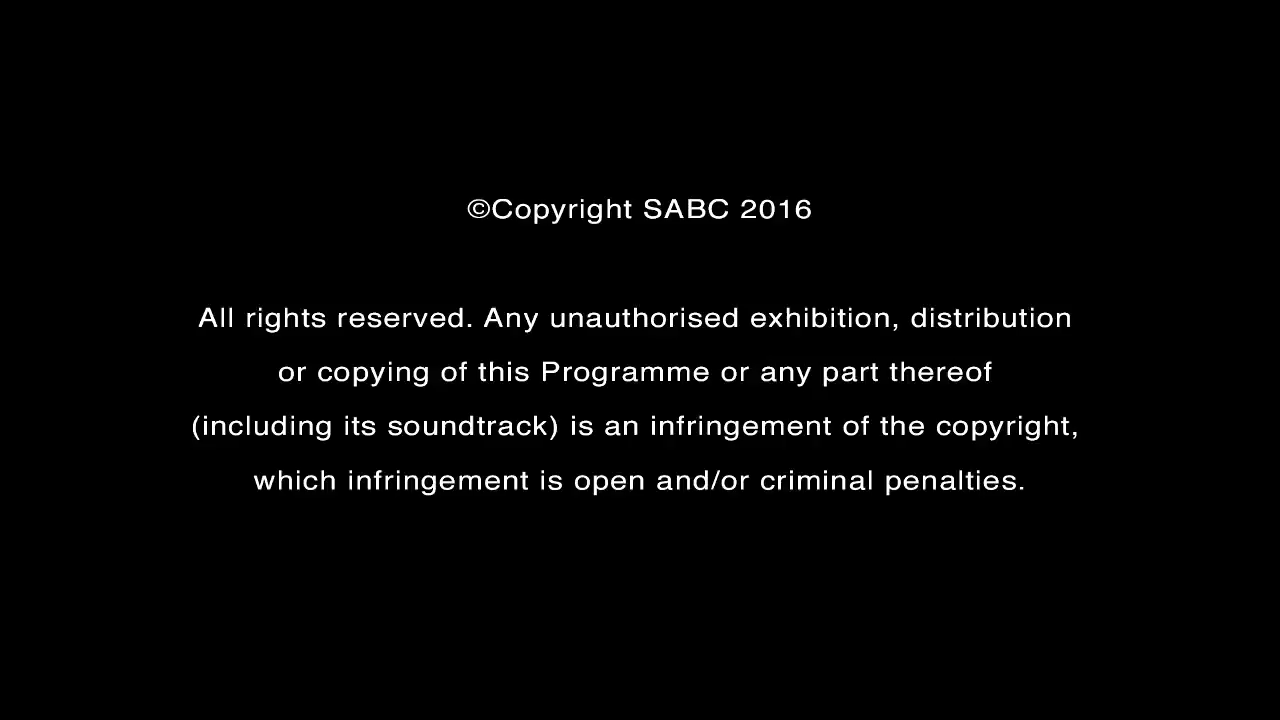 ©Copyright SABC 2016
All rights reserved. Any unauthorised exhibition, distribution
or copying of this Programme or any part thereof
(including its soundtrack) is an infringement of the copyright,
which infringement is open and/or criminal penalties.